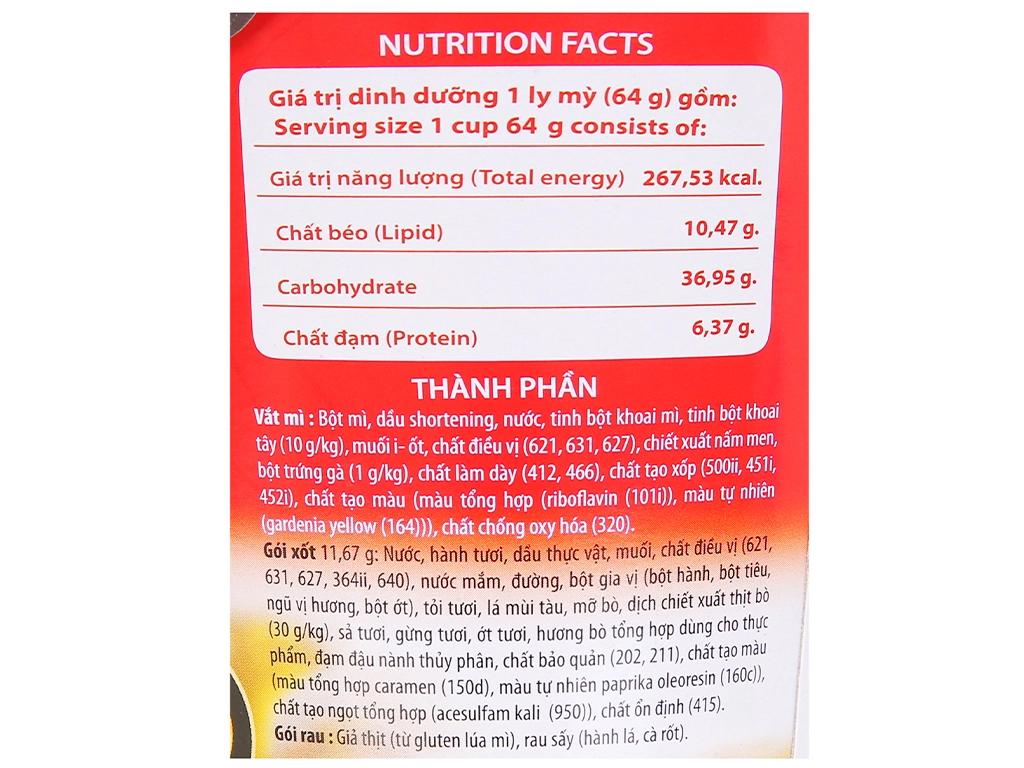 NUTRITION FACTS
Giá trị dinh dưỡng 1 ly mỳ (64 g) gồm:
Serving size 1 cup 64 g consists of:
Giá trị năng lượng (Total energy) 267,53 kcal.
Chất béo (Lipid) 10,47 g.
Carbohydrate 36,95 g.
Chất đạm (Protein) 6,37 g.
THÀNH PHẦN
Vắt mì : Bột mì, dầu shortening, nước, tinh bột khoai mì, tinh bột khoai
tây (10 g/kg), muối i- ốt, chất điều vị (621, 631, 627), chiết xuất nấm men,
bột trứng gà (1 g/kg), chất làm dày (412, 466), chất tạo xốp (500ii, 451i,
452i), chất tạo màu (màu tổng hợp (riboflavin (101i)), màu tự nhiên
(gardenia yellow (164))), chất chống oxy hóa (320).
Gói xốt 11,67 g: Nước, hành tươi, dầu thực vật, muối, chất điều vị (621,
631, 627, 364ii, 640), nước mắm, đường, bột gia vị (bột hành, bột tiêu,
ngũ vị hương, bột ớt), tỏi tươi, lá mùi tàu, mỡ bò, dịch chiết xuất thịt bò
(30 g/kg), sả tươi, gừng tươi, ớt tươi, hương bò tổng hợp dùng cho thực
phẩm, đạm đậu nành thủy phân, chất bảo quản (202, 211), chất tạo màu
(màu tổng hợp caramen (150d), màu tự nhiên paprika oleoresin (160c)),
chất tạo ngọt tổng hợp (acesulfam kali (950)), chất ổn định (415).
Gói rau : Giả thịt (từ gluten lúa mì), rau sấy (hành lá, cà rốt).